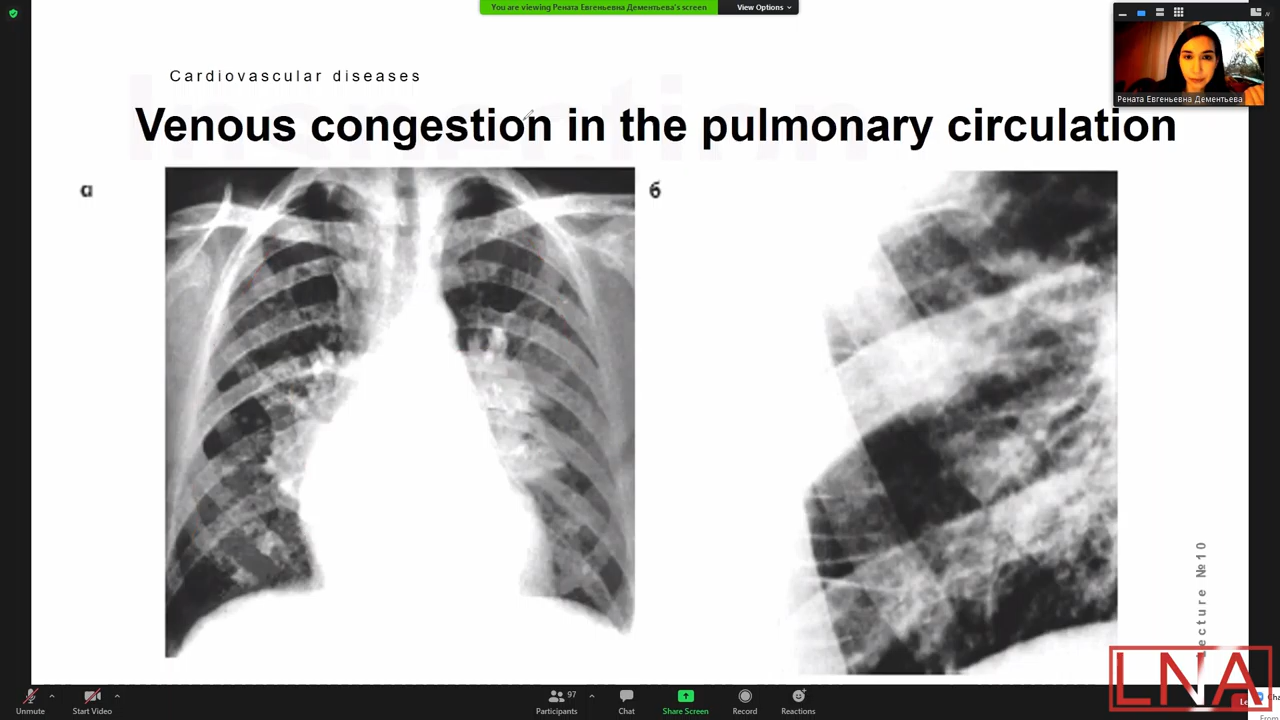 You are viewing Рената Евгеньевна Дементьева's screen
View Options
Cardiovascular diseases
Venous congestion in the pulmonary circulation
Рената Евгеньевна Дементьева
а
б
ecture №10
LNA
Unmute
Start Video
97
Participants
Chat
Share Screen
Record
Reactions